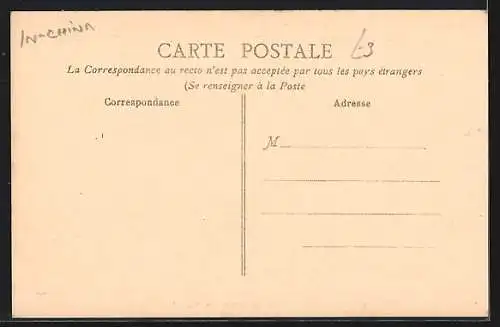 IN-CHINA
CARTE POSTALE
£3
La Correspondance au recto n'est pas acceptée par tous les pays étrangers
(Se renseigner à la Poste
Correspondance
Adresse
M